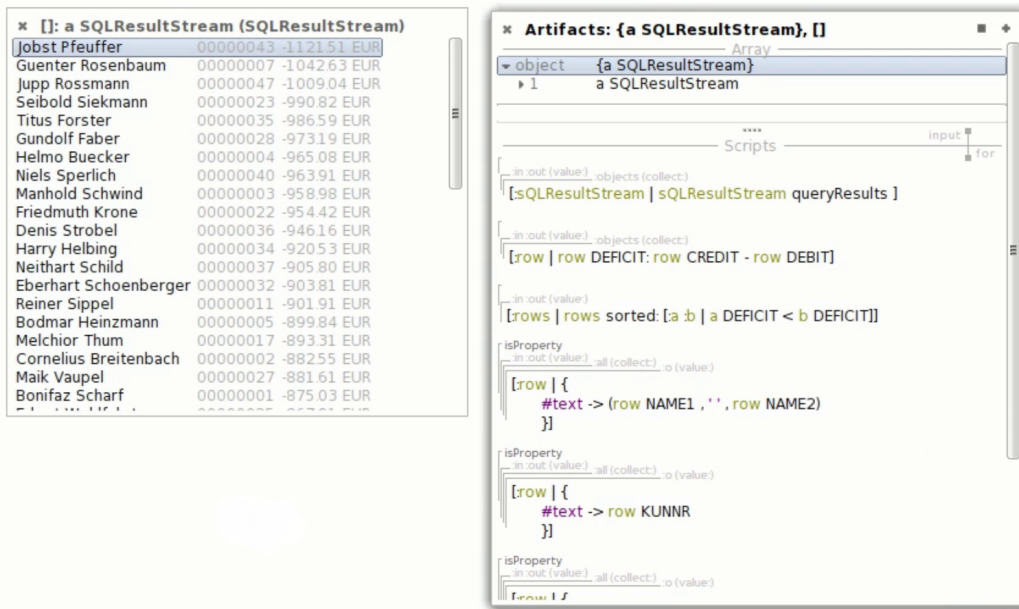 []: a SQLResultStream (SQLResultStream)
Jobst Pfeuffer 00000043 -1121.51 EUR
Guenter Rosenbaum 00000007 -1042.63 EUR
Jupp Rossmann 00000047 -1009.04 EUR
Seibold Siekmann 00000023 -990.82 EUR
Titus Forster 00000035 -986.59 EUR
Gundolf Faber 00000028 -973.19 EUR
Helmo Buecker 00000004 -965.08 EUR
Niels Sperlich 00000040 -963.91 EUR
Manhold Schwind 00000003 -958.98 EUR
Friedmuth Krone 00000022 -954.42 EUR
Denis Strobel 00000036 -946.16 EUR
Harry Helbing 00000034 -920.53 EUR
Neithart Schild 00000037 -905.80 EUR
Eberhart Schoenberger 00000032 -903.81 EUR
Reiner Sippel 00000011 -901.91 EUR
Bodmar Heinzmann 00000005 -899.84 EUR
Melchior Thum 00000017 -893.31 EUR
Cornelius Breitenbach 00000002 -882.55 EUR
Maik Vaupel 00000027 -881.61 EUR
Bonifaz Scharf 00000001 -875.03 EUR
Artifacts: {a SQLResultStream}, []
Array
object {a SQLResultStream}
1 a SQLResultStream
Scripts
input
for
:in :out (value:) :objects (collect:)
[:sQLResultStream | sQLResultStream queryResults ]
:in :out (value:) :objects (collect:)
[:row | row DEFICIT: row CREDIT - row DEBIT]
:in :out (value:)
[:rows | rows sorted: [:a :b | a DEFICIT < b DEFICIT]]
isProperty
:in :out (value:) :all (collect:) :o (value:)
[:row | {
#text -> (row NAME1 , ' ' , row NAME2)
}]
isProperty
:in :out (value:) :all (collect:) :o (value:)
[:row | {
#text -> row KUNNR
}]
isProperty
:in :out (value:) :all (collect:) :o (value:)
[:row | {